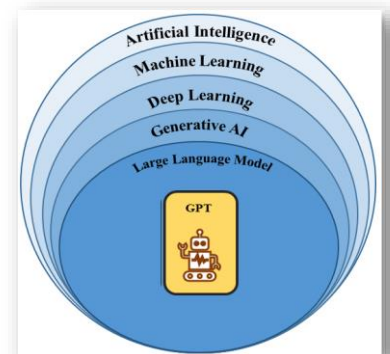 Artificial Intelligence
Machine Learning
Deep Learning
Generative AI
Large Language Model
GPT